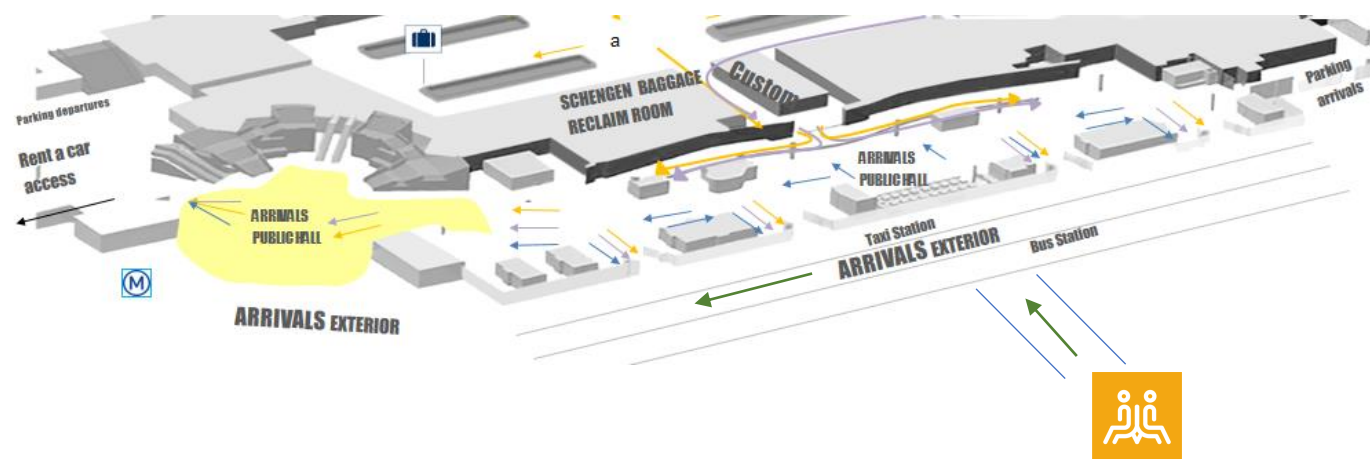 a
SCHENGEN BAGGAGE
RECLAIM ROOM
Custom
Parking
arrivals
Parking departures
Rent a car
access
ARRIVALS
PUBLIC HALL
ARRIVALS
PUBLIC HALL
Taxi Station
ARRIVALS EXTERIOR
Bus Station
M
ARRIVALS EXTERIOR